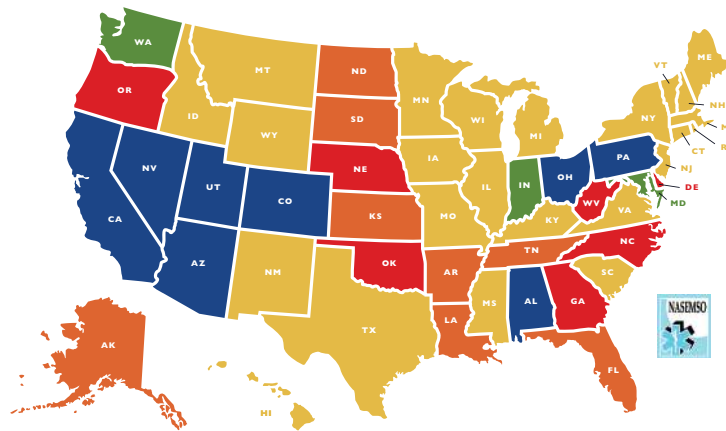 WA
ME
VT
MT
ND
OR
MN
NH
ID
SD
WI
NY
WY
MI
CT
IA
NE
PA
NJ
NV
OH
UT
IL
IN
DE
CO
WV
MD
CA
KS
MO
KY
VA
NC
TN
OK
AZ
NM
AR
SC
MS
AL
GA
NASEMSO
LA
TX
AK
FL
HI